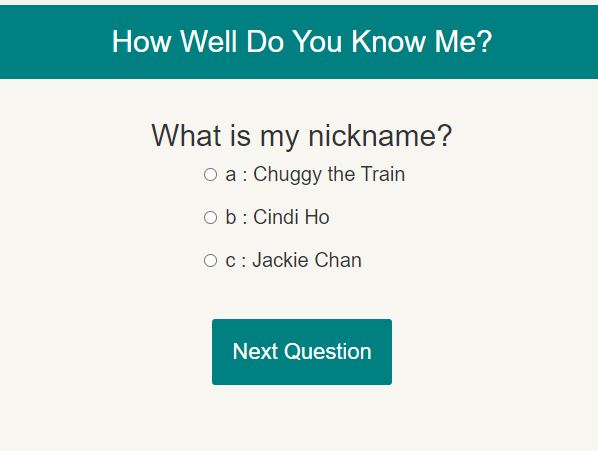 How Well Do You Know Me?
What is my nickname?
a : Chuggy the Train
b : Cindi Ho
c : Jackie Chan
Next Question